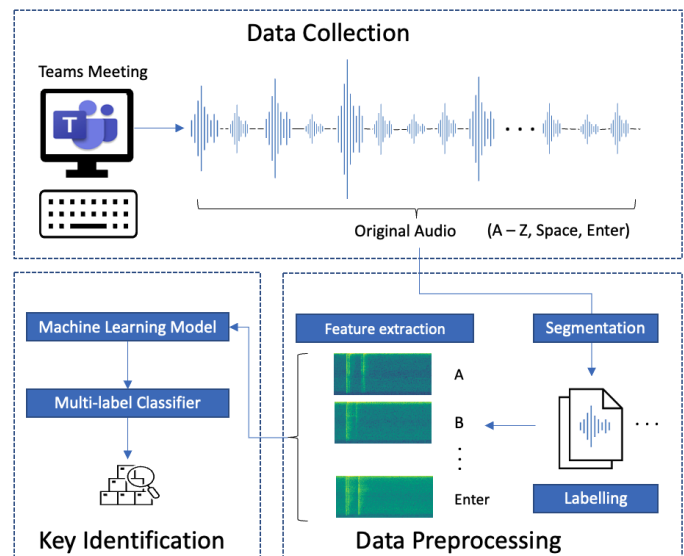 Data Collection
Teams Meeting
T
Original Audio (A – Z, Space, Enter)
Machine Learning Model
Multi-label Classifier
Key Identification
Feature extraction
Segmentation
A
B
Enter
Labelling
Data Preprocessing